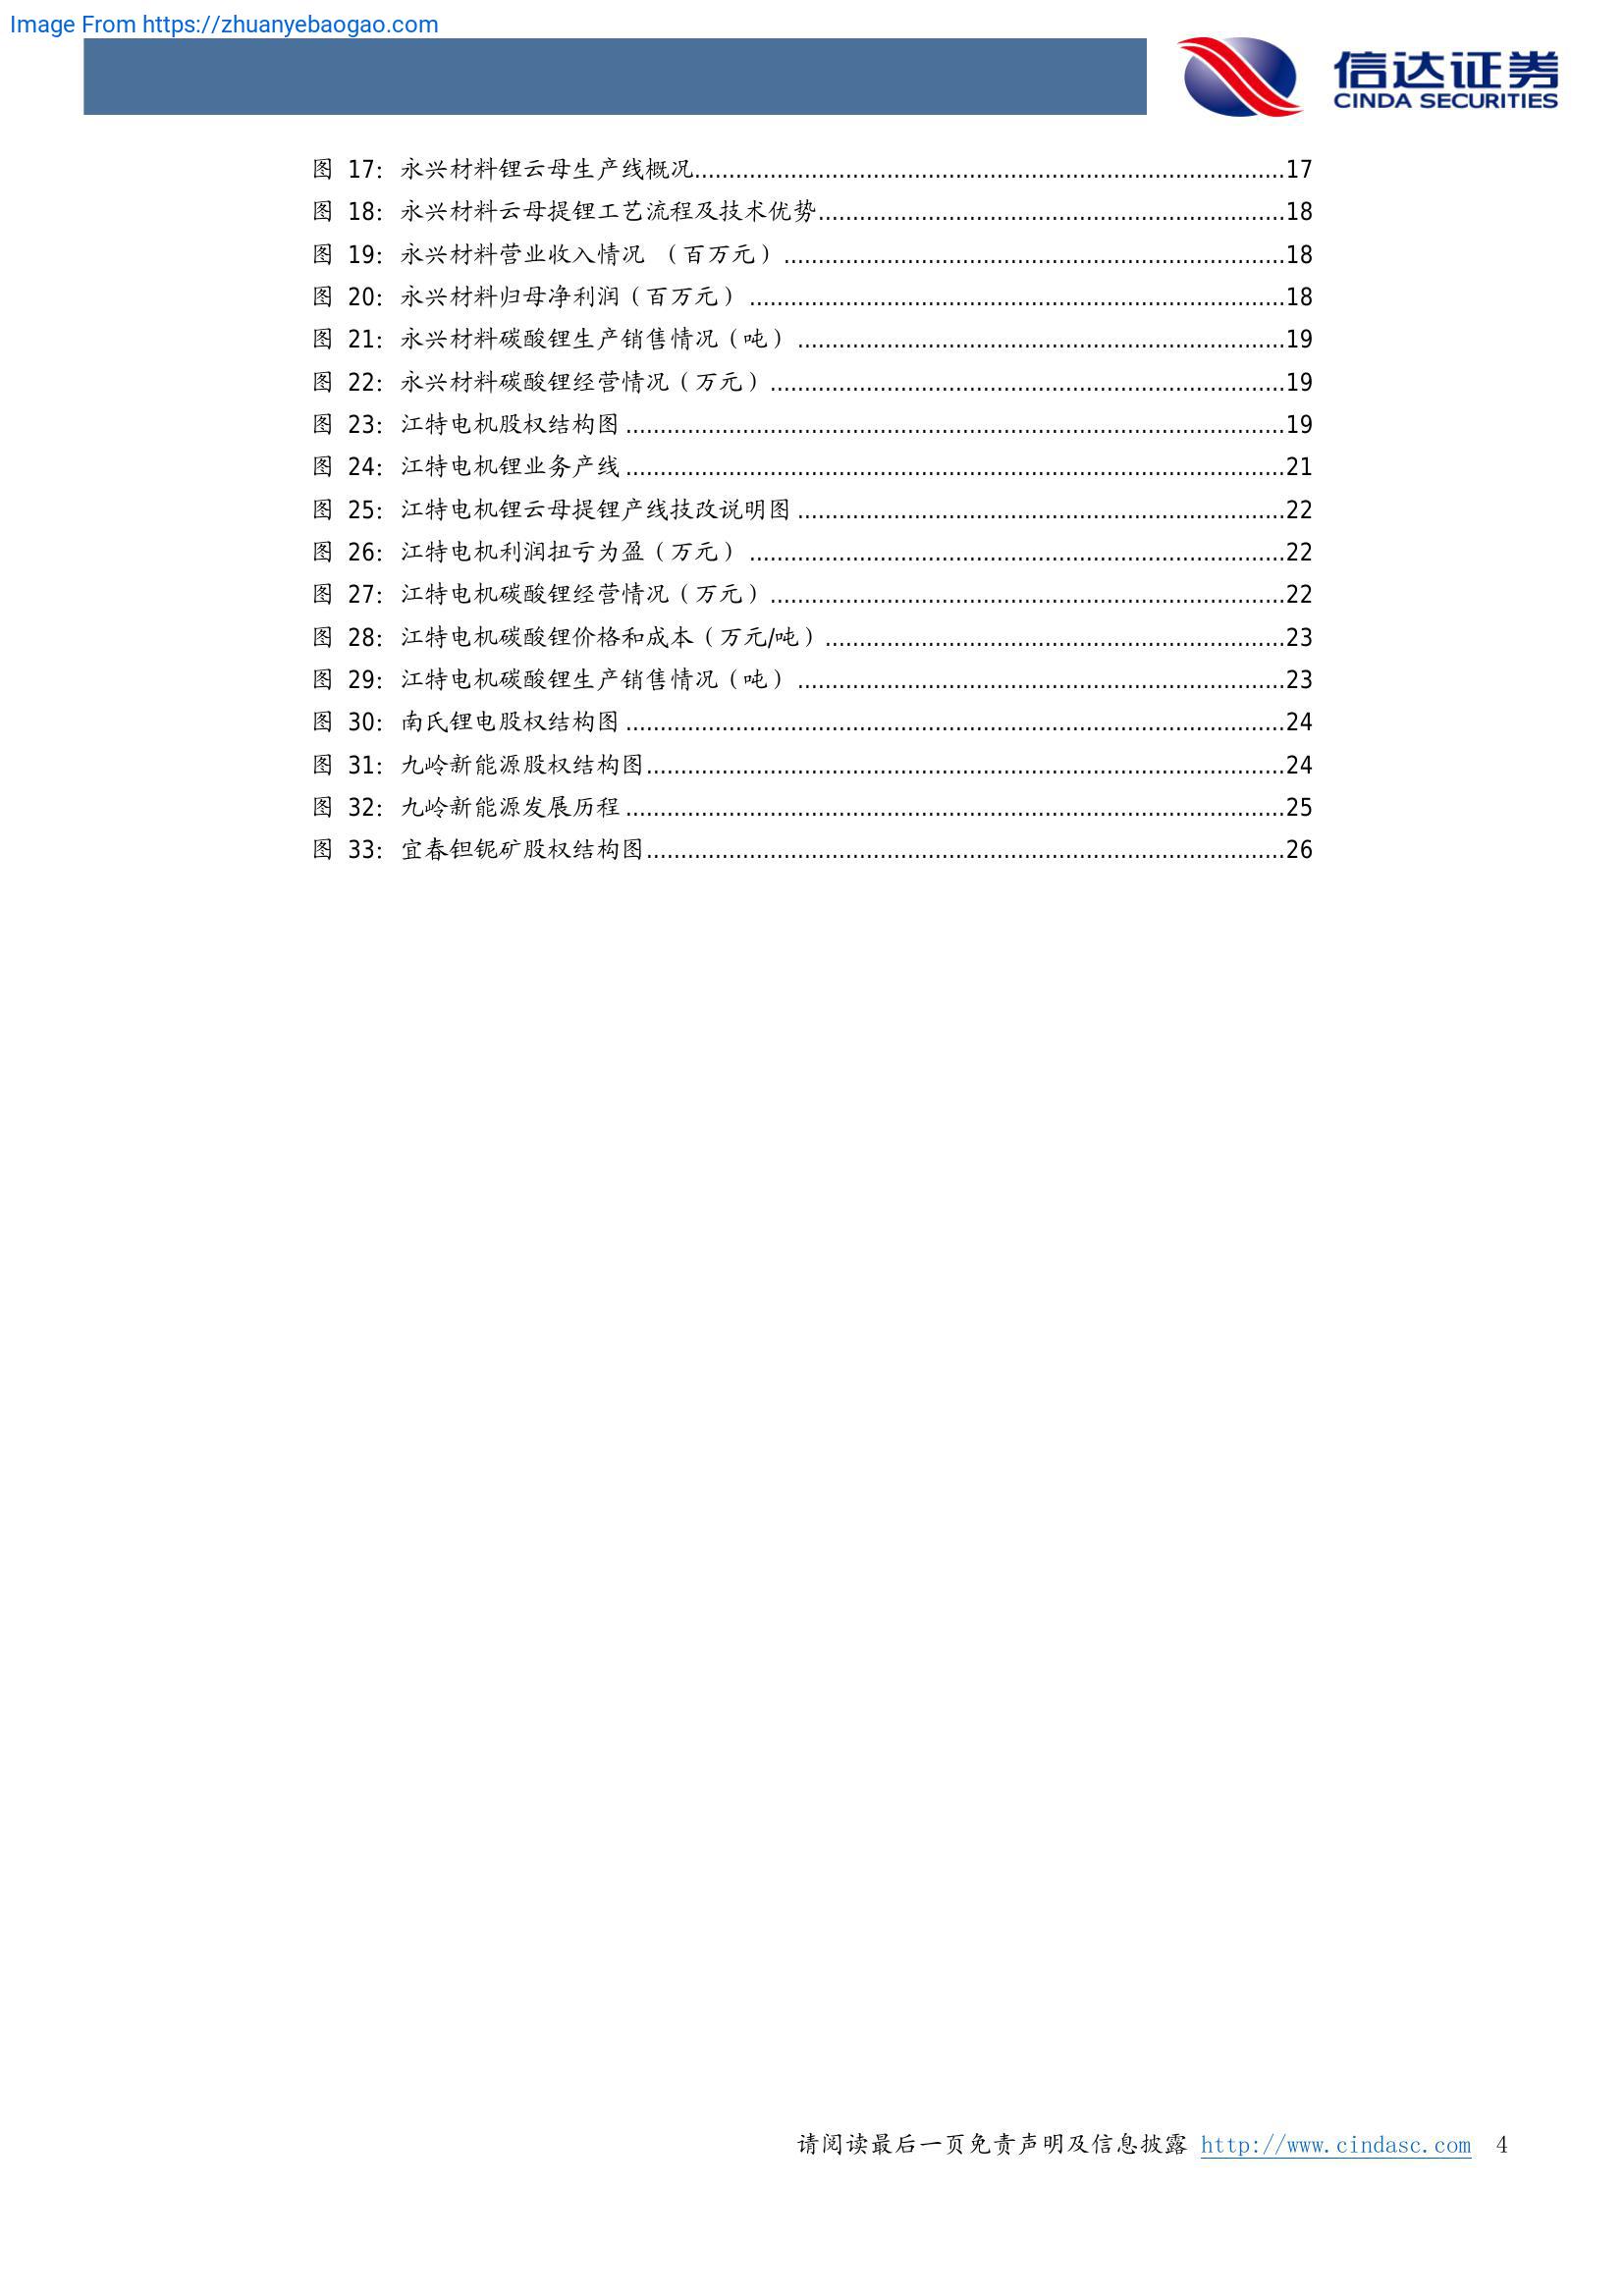 Image From https://zhuanyebaogao.com
信达证券
CINDA SECURITIES
图 17: 永兴材料锂云母生产线概况......................................................................................17
图 18: 永兴材料云母提锂工艺流程及技术优势....................................................................18
图 19: 永兴材料营业收入情况 （百万元）.........................................................................18
图 20: 永兴材料归母净利润（百万元）..............................................................................18
图 21: 永兴材料碳酸锂生产销售情况（吨）.......................................................................19
图 22: 永兴材料碳酸锂经营情况（万元）...........................................................................19
图 23: 江特电机股权结构图................................................................................................19
图 24: 江特电机锂业务产线................................................................................................21
图 25: 江特电机锂云母提锂产线技改说明图.......................................................................22
图 26: 江特电机利润扭亏为盈（万元）..............................................................................22
图 27: 江特电机碳酸锂经营情况（万元）...........................................................................22
图 28: 江特电机碳酸锂价格和成本（万元/吨）...................................................................23
图 29: 江特电机碳酸锂生产销售情况（吨）.......................................................................23
图 30: 南氏锂电股权结构图................................................................................................24
图 31: 九岭新能源股权结构图.............................................................................................24
图 32: 九岭新能源发展历程................................................................................................25
图 33: 宜春钽铌矿股权结构图.............................................................................................26
请阅读最后一页免责声明及信息披露 http://www.cindasc.com 4